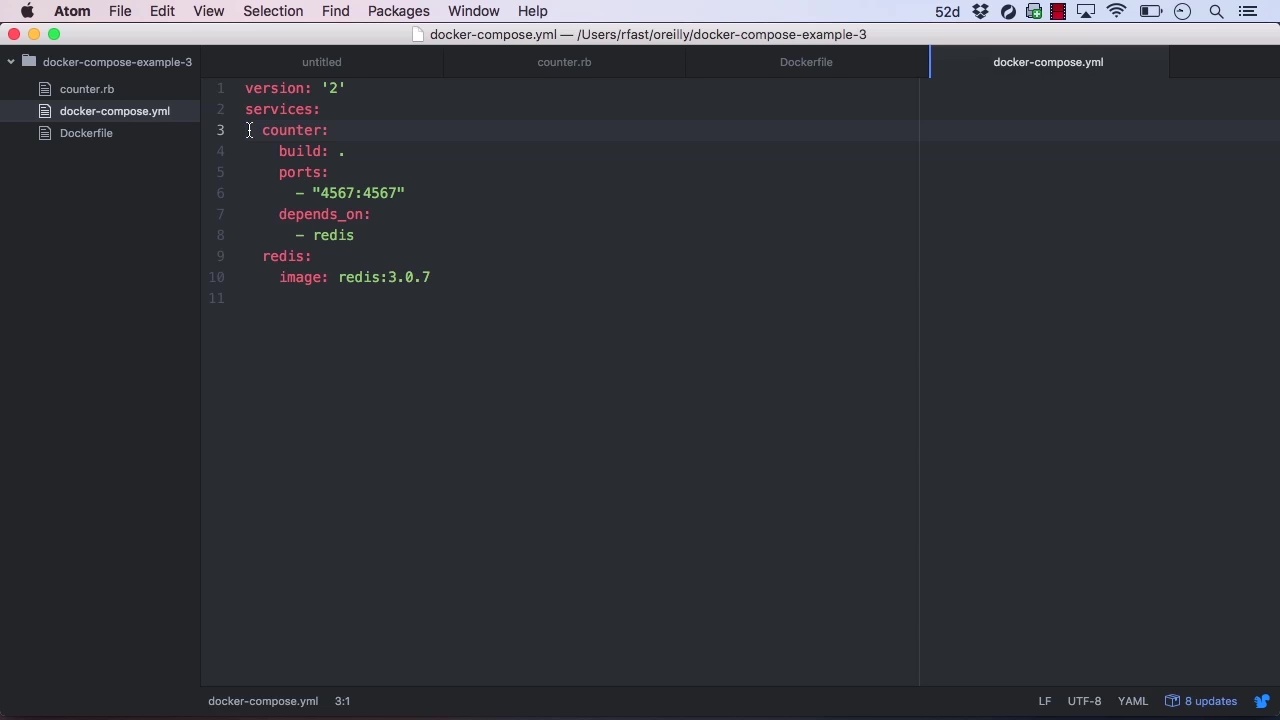 Atom File Edit View Selection Find Packages Window Help 52d
docker-compose.yml — /Users/rfast/oreilly/docker-compose-example-3
docker-compose-example-3
counter.rb
docker-compose.yml
Dockerfile
untitled counter.rb Dockerfile docker-compose.yml
1 version: '2'
2 services:
3   counter:
4     build: .
5     ports:
6       - "4567:4567"
7     depends_on:
8       - redis
9   redis:
10     image: redis:3.0.7
11
docker-compose.yml 3:1 LF UTF-8 YAML 8 updates